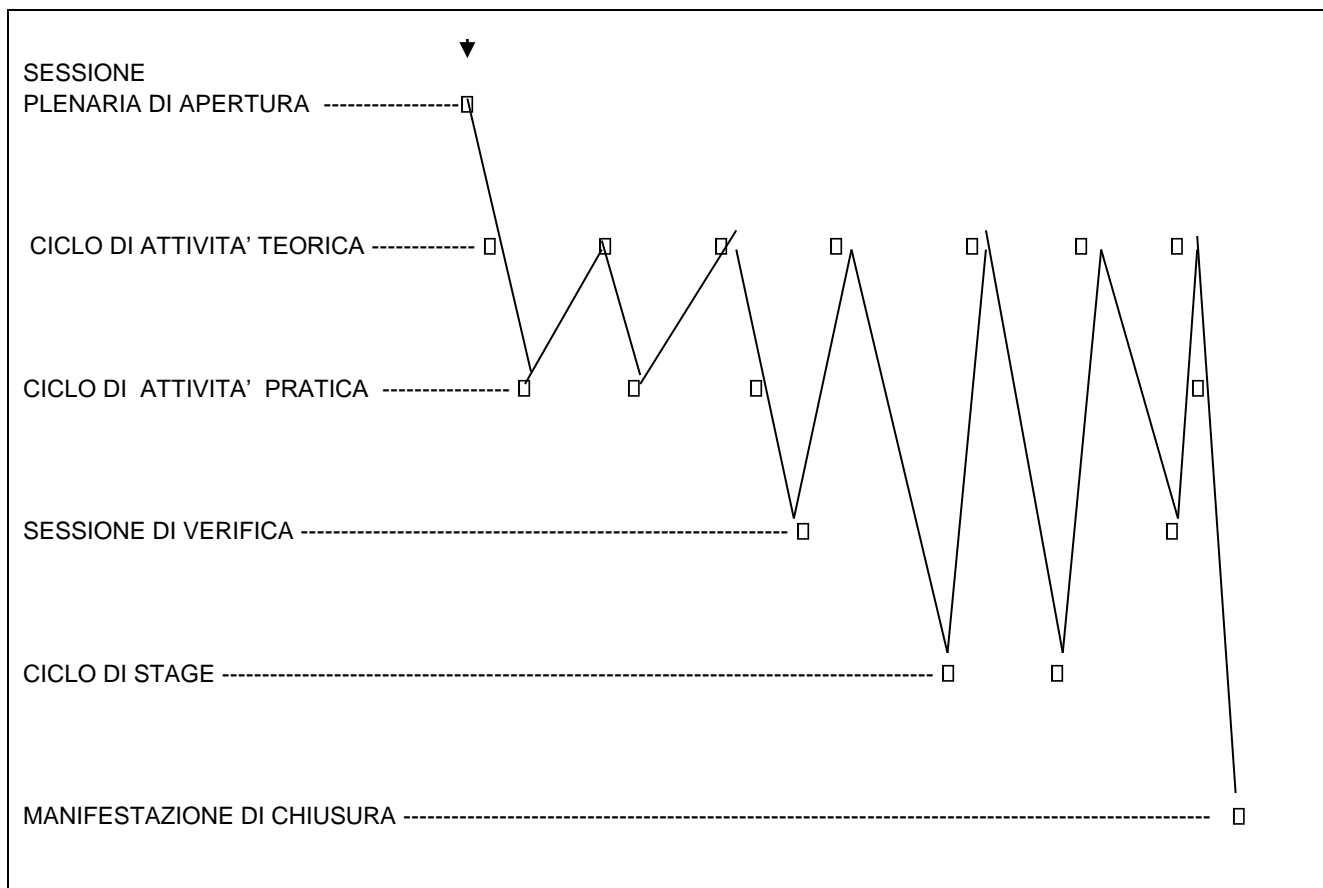 SESSIONE
PLENARIA DI APERTURA -----------------
CICLO DI ATTIVITA' TEORICA -------------
CICLO DI ATTIVITA' PRATICA ----------------
SESSIONE DI VERIFICA -------------------------------------------------------------
CICLO DI STAGE -----------------------------------------------------------------------------------------
MANIFESTAZIONE DI CHIUSURA -----------------------------------------------------------------------------------------------------